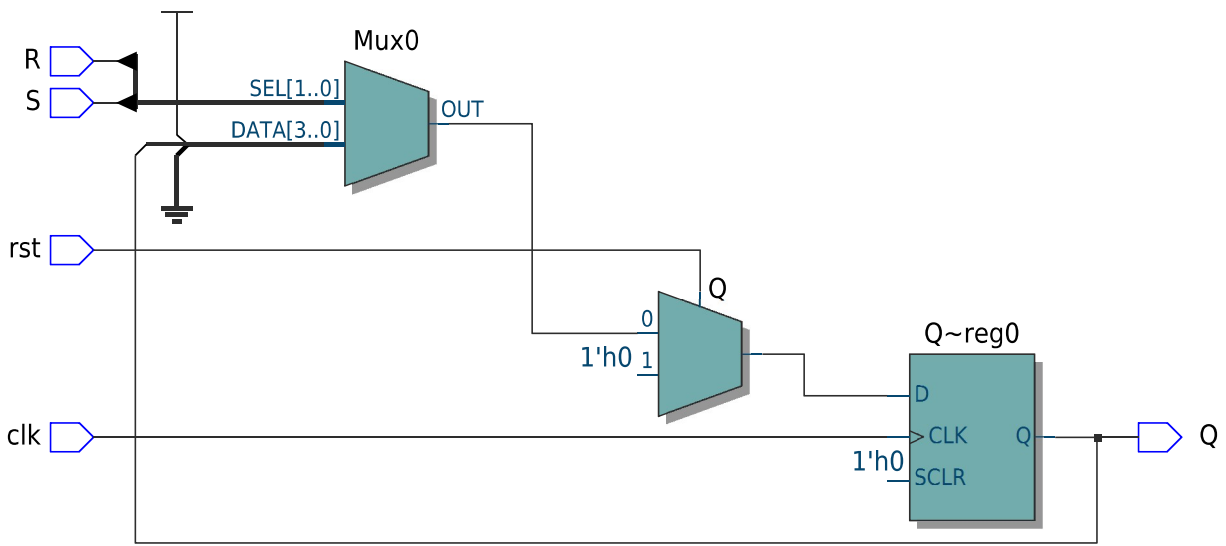 Mux0
R
S
SEL[1..0]
DATA[3..0]
OUT
rst
Q
0
1'h0 1
Q~reg0
D
clk
CLK
Q
Q
1'h0
SCLR